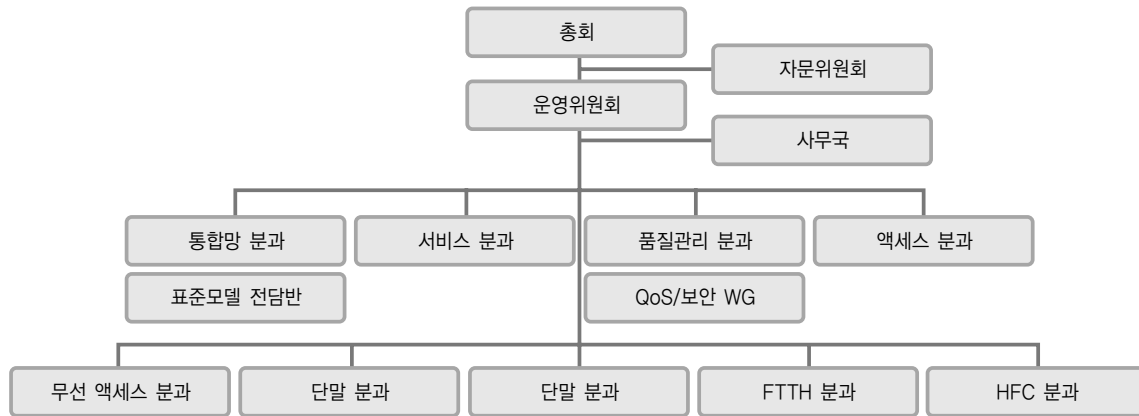 총회
자문위원회
운영위원회
사무국
통합망 분과
서비스 분과
품질관리 분과
액세스 분과
표준모델 전담반
QoS/보안 WG
무선 액세스 분과
단말 분과
단말 분과
FTTH 분과
HFC 분과